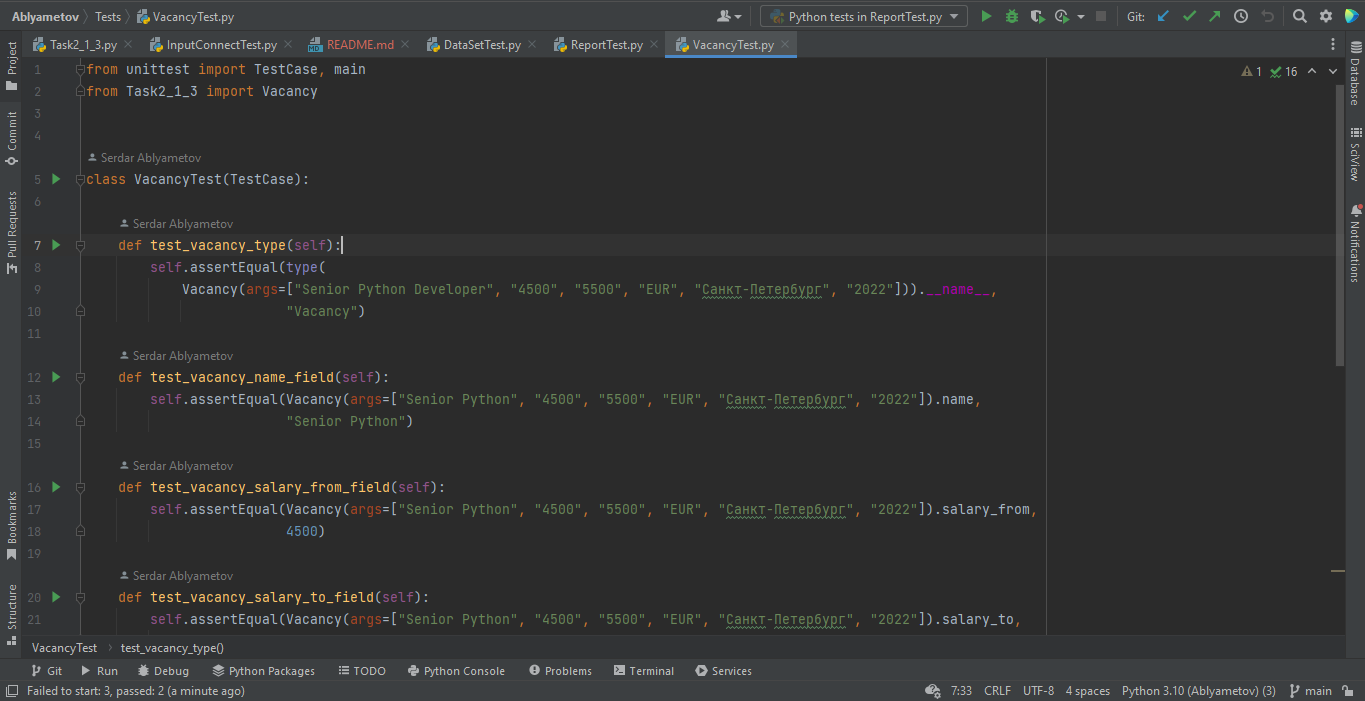 Ablyametov Tests VacancyTest.py Python tests in ReportTest.py Git:
Task2_1_3.py InputConnectTest.py README.md DataSetTest.py ReportTest.py VacancyTest.py
Project
Commit
Pull Requests
Bookmarks
Structure
1 from unittest import TestCase, main
2 from Task2_1_3 import Vacancy
3
4
Serdar Ablyametov
5 class VacancyTest(TestCase):
6
Serdar Ablyametov
7 def test_vacancy_type(self):
8 self.assertEqual(type(
9 Vacancy(args=["Senior Python Developer", "4500", "5500", "EUR", "Санкт-Петербург", "2022"])).__name__,
10 "Vacancy")
11
Serdar Ablyametov
12 def test_vacancy_name_field(self):
13 self.assertEqual(Vacancy(args=["Senior Python", "4500", "5500", "EUR", "Санкт-Петербург", "2022"]).name,
14 "Senior Python")
15
Serdar Ablyametov
16 def test_vacancy_salary_from_field(self):
17 self.assertEqual(Vacancy(args=["Senior Python", "4500", "5500", "EUR", "Санкт-Петербург", "2022"]).salary_from,
18 4500)
19
Serdar Ablyametov
20 def test_vacancy_salary_to_field(self):
21 self.assertEqual(Vacancy(args=["Senior Python", "4500", "5500", "EUR", "Санкт-Петербург", "2022"]).salary_to,
1 16
Database
SciView
Notifications
VacancyTest test_vacancy_type()
Git Run Debug Python Packages TODO Python Console Problems Terminal Services
Failed to start: 3, passed: 2 (a minute ago) 7:33 CRLF UTF-8 4 spaces Python 3.10 (Ablyametov) (3) main